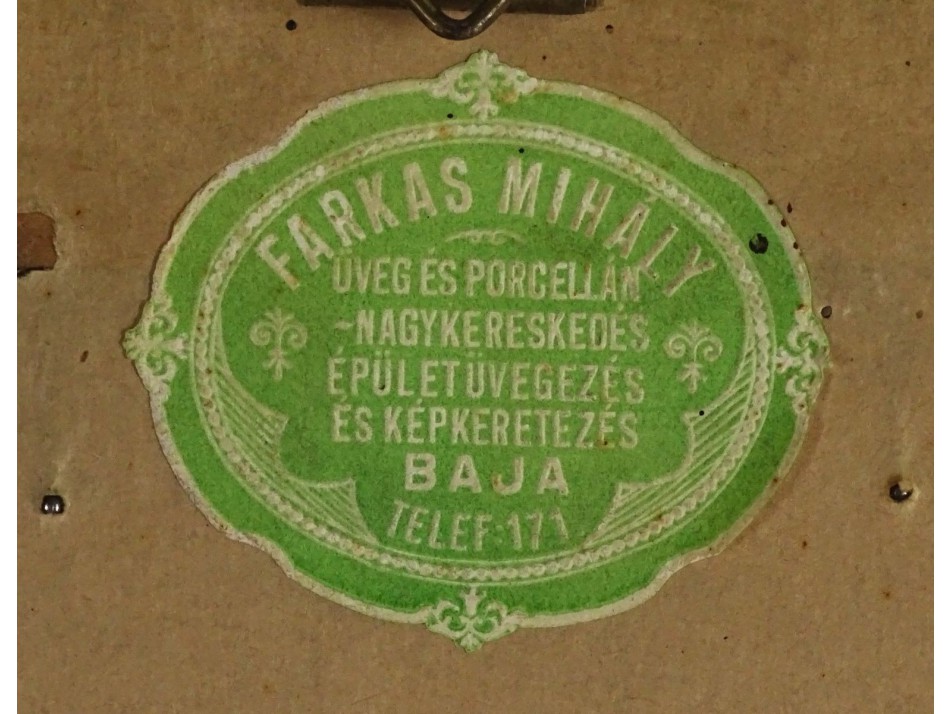 FARKAS MIHÁLY
ÜVEG ÉS PORCELLÁN
~NAGYKERESKEDÉS
ÉPÜLETÜVEGEZÉS
ÉS KÉPKERETEZÉS
BAJA
TELEF:171